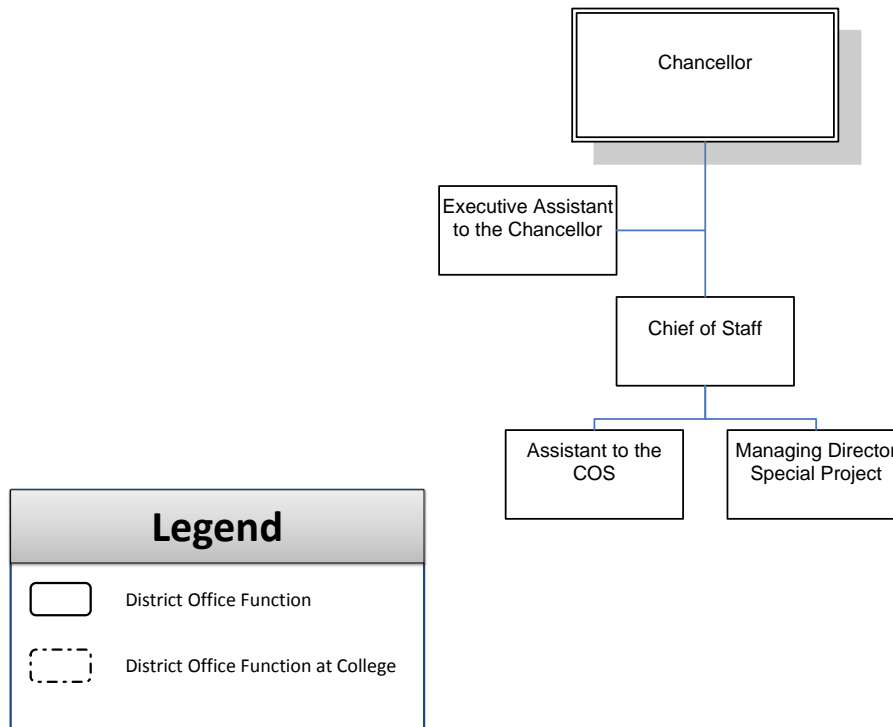 Chancellor
Executive Assistant
to the Chancellor
Chief of Staff
Assistant to the
COS
Managing Director
Special Project
Legend
District Office Function
District Office Function at College